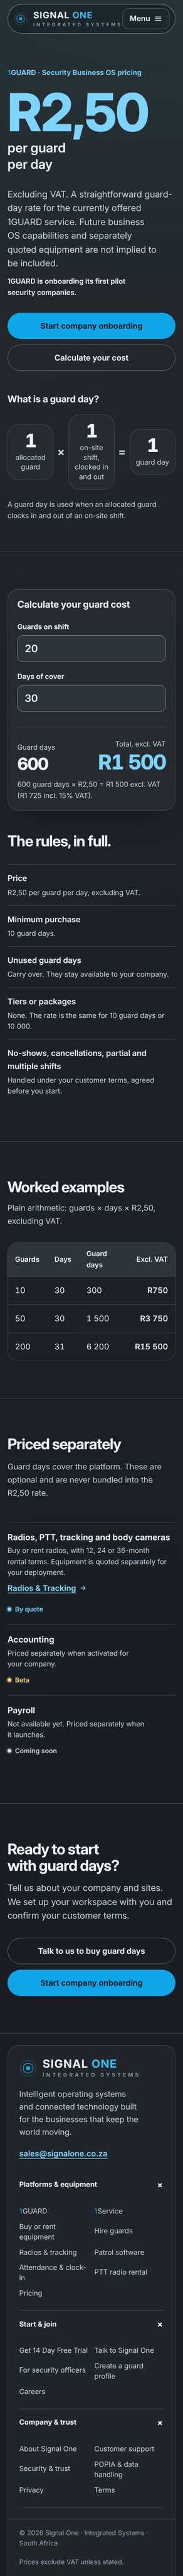 SIGNAL ONE
INTEGRATED SYSTEMS
Menu
1GUARD · Security Business OS pricing
R2,50
per guard
per day
Excluding VAT. A straightforward guard-
day rate for the currently offered
1GUARD service. Future business
OS capabilities and separately
quoted equipment are not implied to
be included.
1GUARD is onboarding its first pilot
security companies.
Start company onboarding
Calculate your cost
What is a guard day?
1
allocated
guard
×
1
on-site
shift,
clocked in
and out
=
1
guard day
A guard day is used when an allocated guard
clocks in and out of an on-site shift.
Calculate your guard cost
Guards on shift
20
Days of cover
30
Guard days
600
Total, excl. VAT
R1 500
600 guard days × R2,50 = R1 500 excl. VAT
(R1 725 incl. 15% VAT).
The rules, in full.
Price
R2,50 per guard per day, excluding VAT.
Minimum purchase
10 guard days.
Unused guard days
Carry over. They stay available to your company.
Tiers or packages
None. The rate is the same for 10 guard days or
10 000.
No-shows, cancellations, partial and
multiple shifts
Handled under your customer terms, agreed
before you start.
Worked examples
Plain arithmetic: guards × days × R2,50,
excluding VAT.
Guards Days Guard days Excl. VAT
10 30 300 R750
50 30 1 500 R3 750
200 31 6 200 R15 500
Priced separately
Guard days cover the platform. These are
optional and are never bundled into the
R2,50 rate.
Radios, PTT, tracking and body cameras
Buy or rent radios, with 12, 24 or 36-month
rental terms. Equipment is quoted separately for
your deployment.
Radios & Tracking →
By quote
Accounting
Priced separately when activated for
your company.
Beta
Payroll
Not available yet. Priced separately when
it launches.
Coming soon
Ready to start
with guard days?
Tell us about your company and sites.
We set up your workspace with you and
confirm your customer terms.
Talk to us to buy guard days
Start company onboarding
SIGNAL ONE
INTEGRATED SYSTEMS
Intelligent operating systems
and connected technology built
for the businesses that keep the
world moving.
sales@signalone.co.za
Platforms & equipment ×
1GUARD 1Service
Buy or rent
equipment
Hire guards
Radios & tracking Patrol software
Attendance & clock-
in
PTT radio rental
Pricing
Start & join ×
Get 14 Day Free Trial Talk to Signal One
For security officers
Create a guard
profile
Careers
Company & trust ×
About Signal One Customer support
Security & trust
POPIA & data
handling
Privacy Terms
© 2026 Signal One · Integrated Systems ·
South Africa
Prices exclude VAT unless stated.